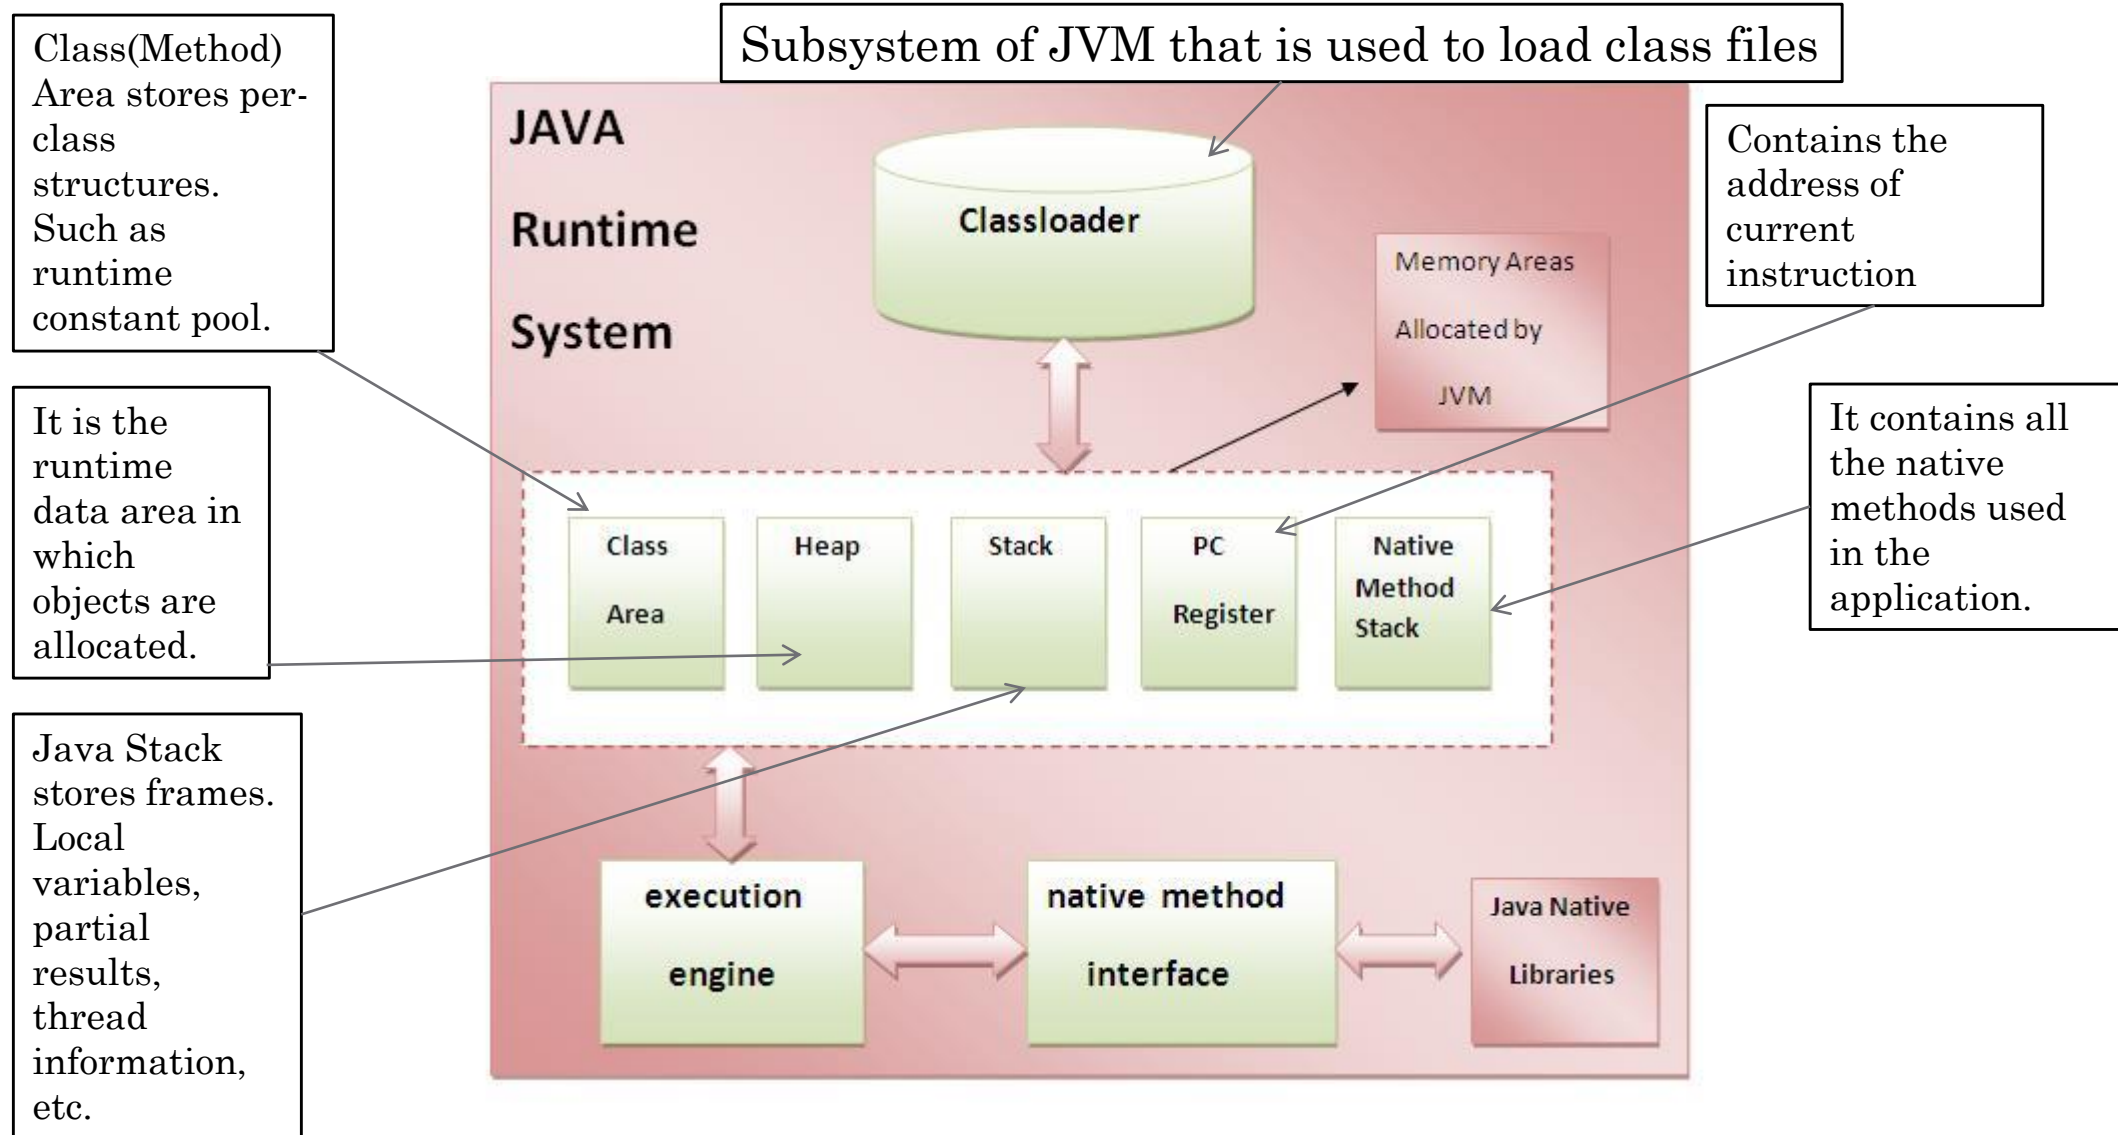 Class(Method)
Area stores per-
class
structures.
Such as
runtime
constant pool.
Subsystem of JVM that is used to load class files
JAVA
Runtime
System
Classloader
Memory Areas
Allocated by
JVM
Contains the
address of
current
instruction
It is the
runtime
data area in
which
objects are
allocated.
It contains all
the native
methods used
in the
application.
Class
Area
Heap
Stack
PC
Register
Native
Method
Stack
Java Stack
stores frames.
Local
variables,
partial
results,
thread
information,
etc.
execution
engine
native method
interface
Java Native
Libraries